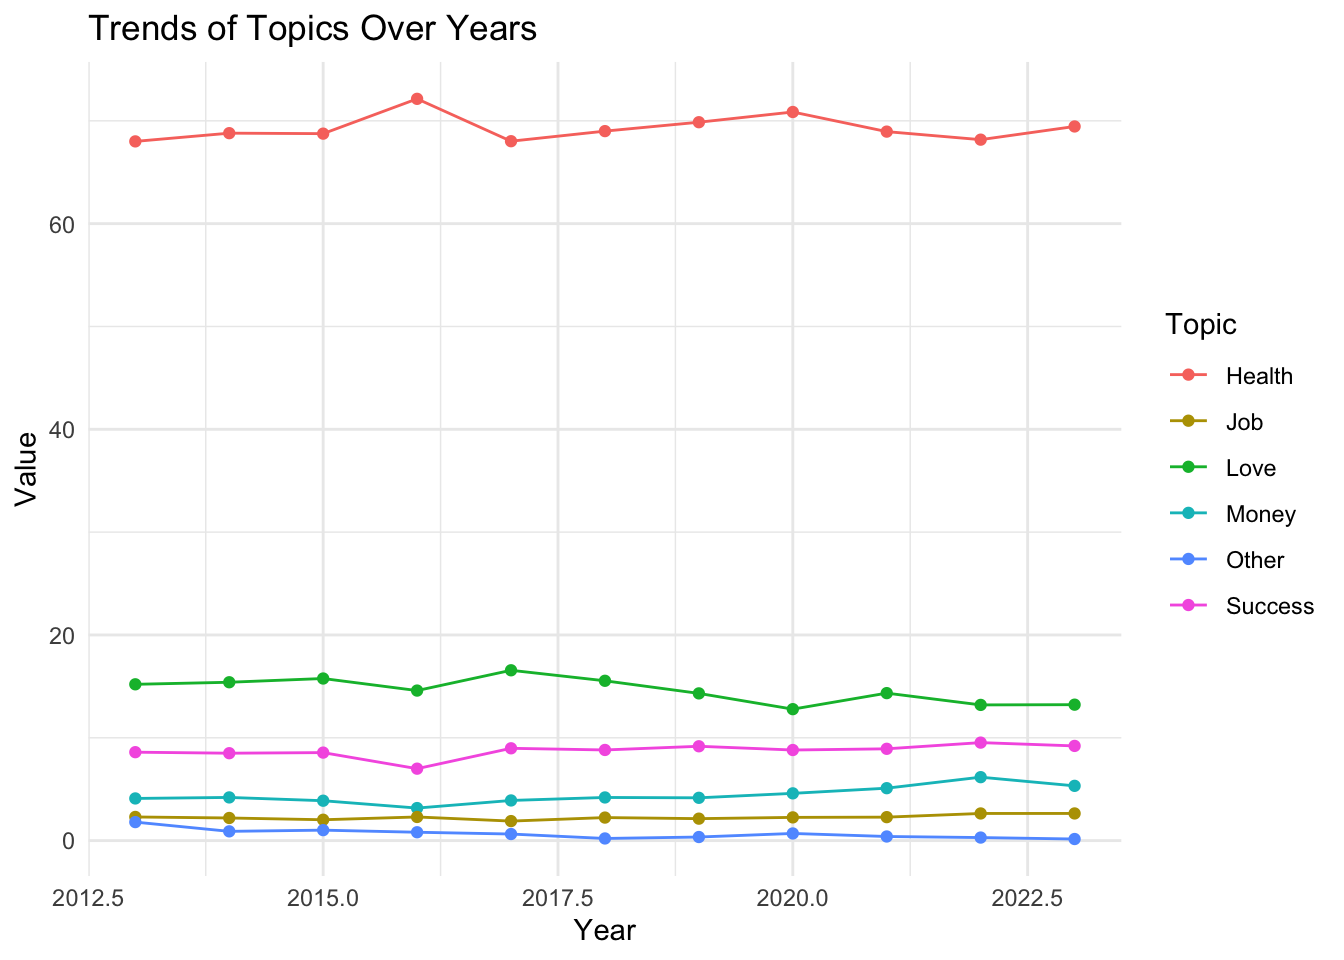 Trends of Topics Over Years
60
40
20
0
Value
2012.5
2015.0
2017.5
2020.0
2022.5
Year
Topic
Health
Job
Love
Money
Other
Success